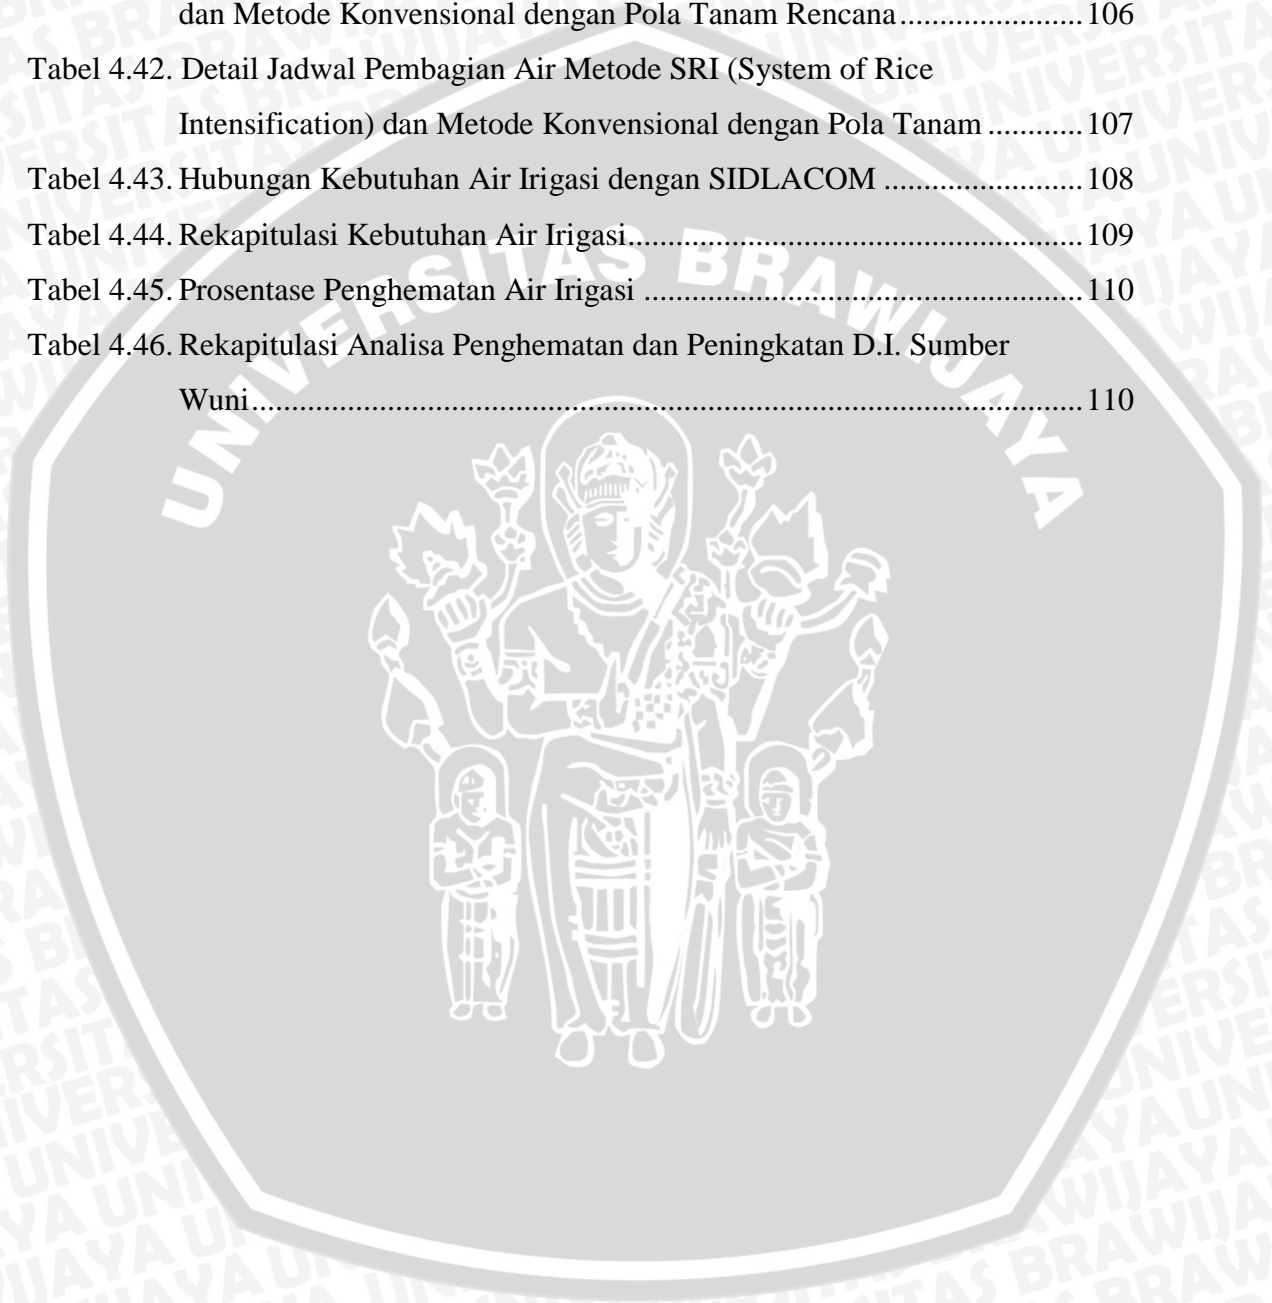 dan Metode Konvensional dengan Pola Tanam Rencana ....................... 106
Tabel 4.42. Detail Jadwal Pembagian Air Metode SRI (System of Rice
Intensification) dan Metode Konvensional dengan Pola Tanam ............ 107
Tabel 4.43. Hubungan Kebutuhan Air Irigasi dengan SIDLACOM ......................... 108
Tabel 4.44. Rekapitulasi Kebutuhan Air Irigasi.......................................................... 109
Tabel 4.45. Prosentase Penghematan Air Irigasi ........................................................ 110
Tabel 4.46. Rekapitulasi Analisa Penghematan dan Peningkatan D.I. Sumber
Wuni.......................................................................................................... 110
UNIVERSITAS BRAWIJAYA